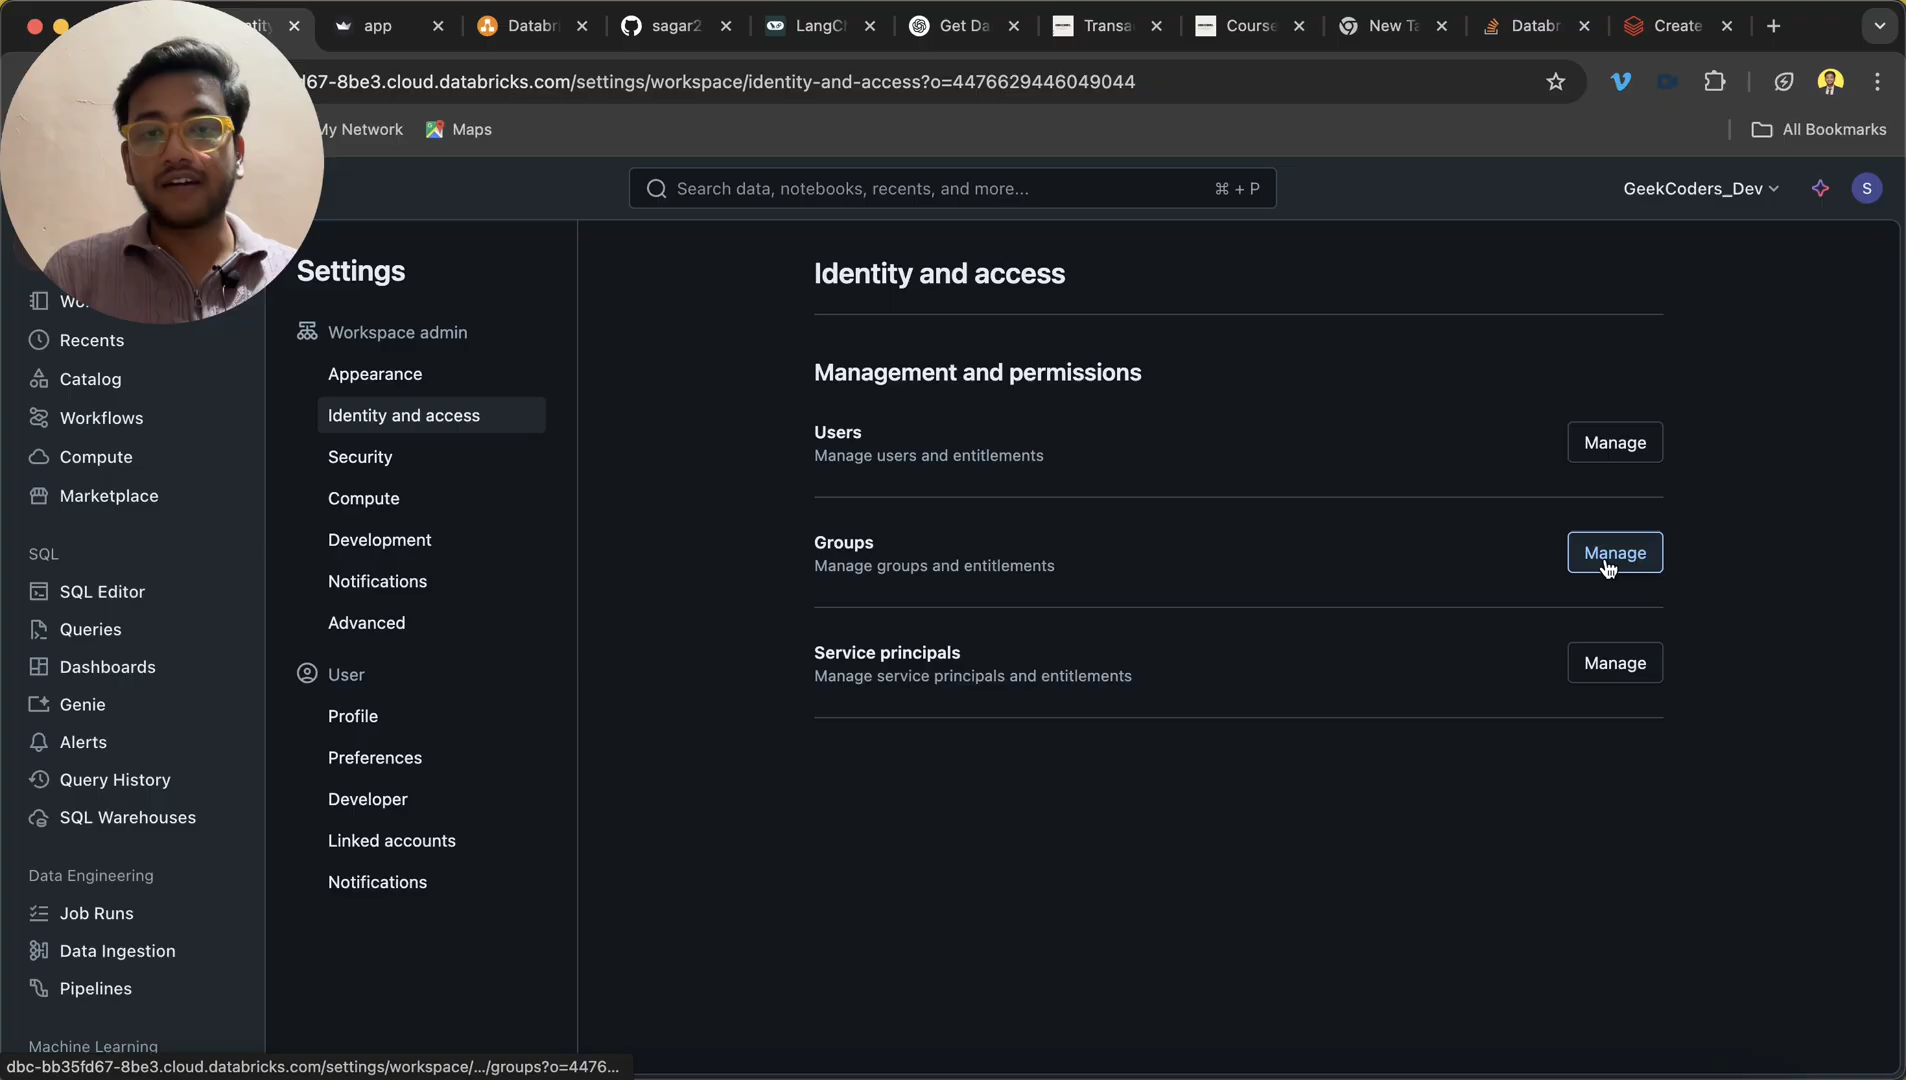 ntity
app
Databri
sagar2
LangCh
Get Da
Transa
Course
New Ta
Databr
Create
d67-8be3.cloud.databricks.com/settings/workspace/identity-and-access?o=4476629446049044
My Network
Maps
All Bookmarks
Search data, notebooks, recents, and more...
⌘ + P
GeekCoders_Dev
S
Recents
Catalog
Workflows
Compute
Marketplace
SQL
SQL Editor
Queries
Dashboards
Genie
Alerts
Query History
SQL Warehouses
Data Engineering
Job Runs
Data Ingestion
Pipelines
Machine Learning
Settings
Workspace admin
Appearance
Identity and access
Security
Compute
Development
Notifications
Advanced
User
Profile
Preferences
Developer
Linked accounts
Notifications
Identity and access
Management and permissions
Users
Manage users and entitlements
Manage
Groups
Manage groups and entitlements
Manage
Service principals
Manage service principals and entitlements
Manage
dbc-bb35fd67-8be3.cloud.databricks.com/settings/workspace/.../groups?o=4476...